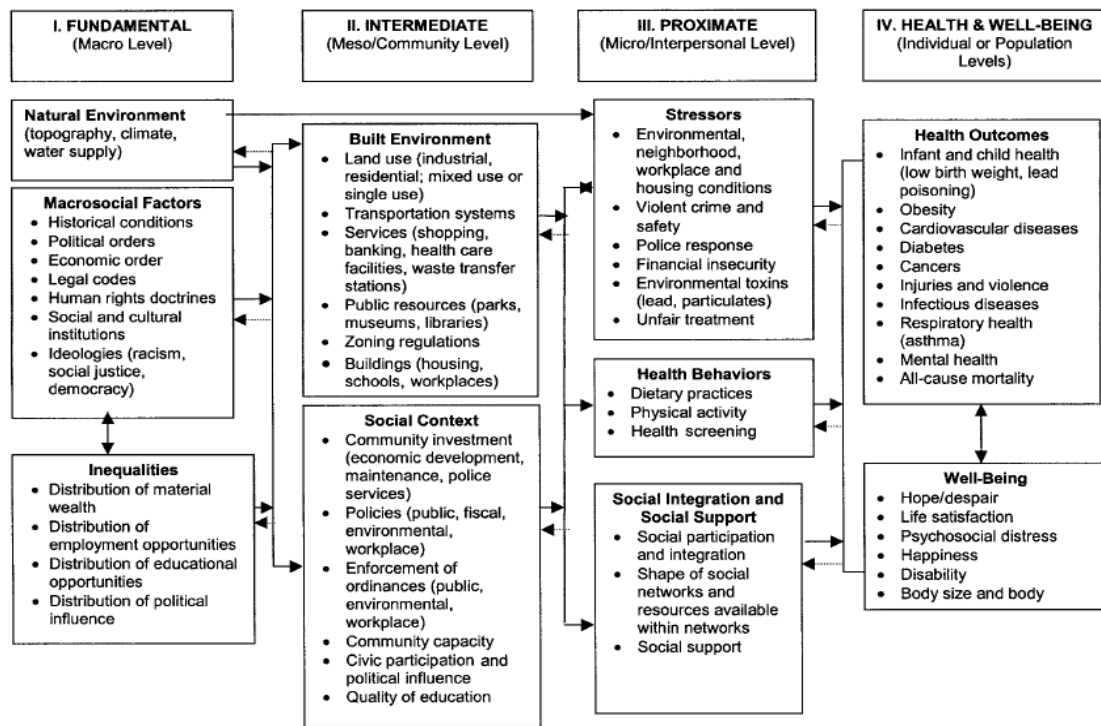 I. FUNDAMENTAL
(Macro Level)
II. INTERMEDIATE
(Meso/Community Level)
III. PROXIMATE
(Micro/Interpersonal Level)
IV. HEALTH & WELL-BEING
(Individual or Population
Levels)
Natural Environment
(topography, climate,
water supply)
Macrosocial Factors
• Historical conditions
• Political orders
• Economic order
• Legal codes
• Human rights doctrines
• Social and cultural
institutions
• Ideologies (racism,
social justice,
democracy)
Inequalities
• Distribution of material
wealth
• Distribution of
employment opportunities
• Distribution of educational
opportunities
• Distribution of political
influence
Built Environment
• Land use (industrial,
residential; mixed use or
single use)
• Transportation systems
• Services (shopping,
banking, health care
facilities, waste transfer
stations)
• Public resources (parks,
museums, libraries)
• Zoning regulations
• Buildings (housing,
schools, workplaces)
Social Context
• Community investment
(economic development,
maintenance, police
services)
• Policies (public, fiscal,
environmental,
workplace)
• Enforcement of
ordinances (public,
environmental,
workplace)
• Community capacity
• Civic participation and
political influence
• Quality of education
Stressors
• Environmental,
neighborhood,
workplace and
housing conditions
• Violent crime and
safety
• Police response
• Financial insecurity
• Environmental toxins
(lead, particulates)
• Unfair treatment
Health Behaviors
• Dietary practices
• Physical activity
• Health screening
Social Integration and
Social Support
• Social participation
and integration
• Shape of social
networks and
resources available
within networks
• Social support
Health Outcomes
• Infant and child health
(low birth weight, lead
poisoning)
• Obesity
• Cardiovascular diseases
• Diabetes
• Cancers
• Injuries and violence
• Infectious diseases
• Respiratory health
(asthma)
• Mental health
• All-cause mortality
Well-Being
• Hope/despair
• Life satisfaction
• Psychosocial distress
• Happiness
• Disability
• Body size and body